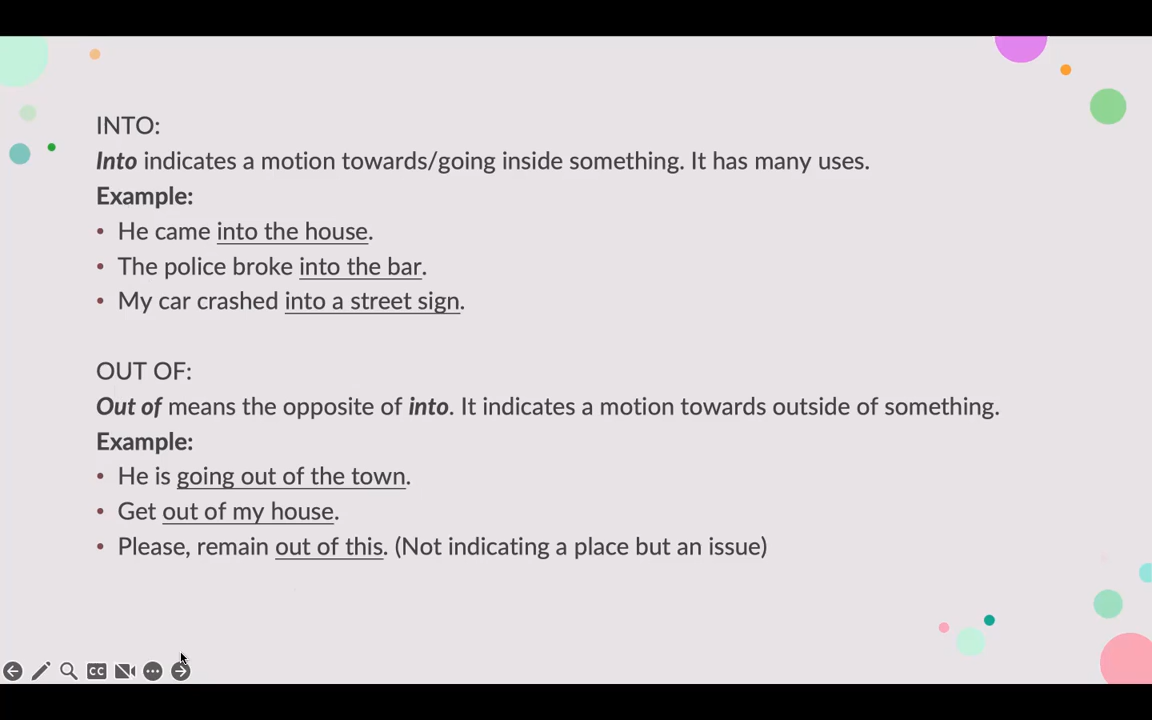 INTO:
Into indicates a motion towards/going inside something. It has many uses.
Example:
• He came into the house.
• The police broke into the bar.
• My car crashed into a street sign.
OUT OF:
Out of means the opposite of into. It indicates a motion towards outside of something.
Example:
• He is going out of the town.
• Get out of my house.
• Please, remain out of this. (Not indicating a place but an issue)
CC